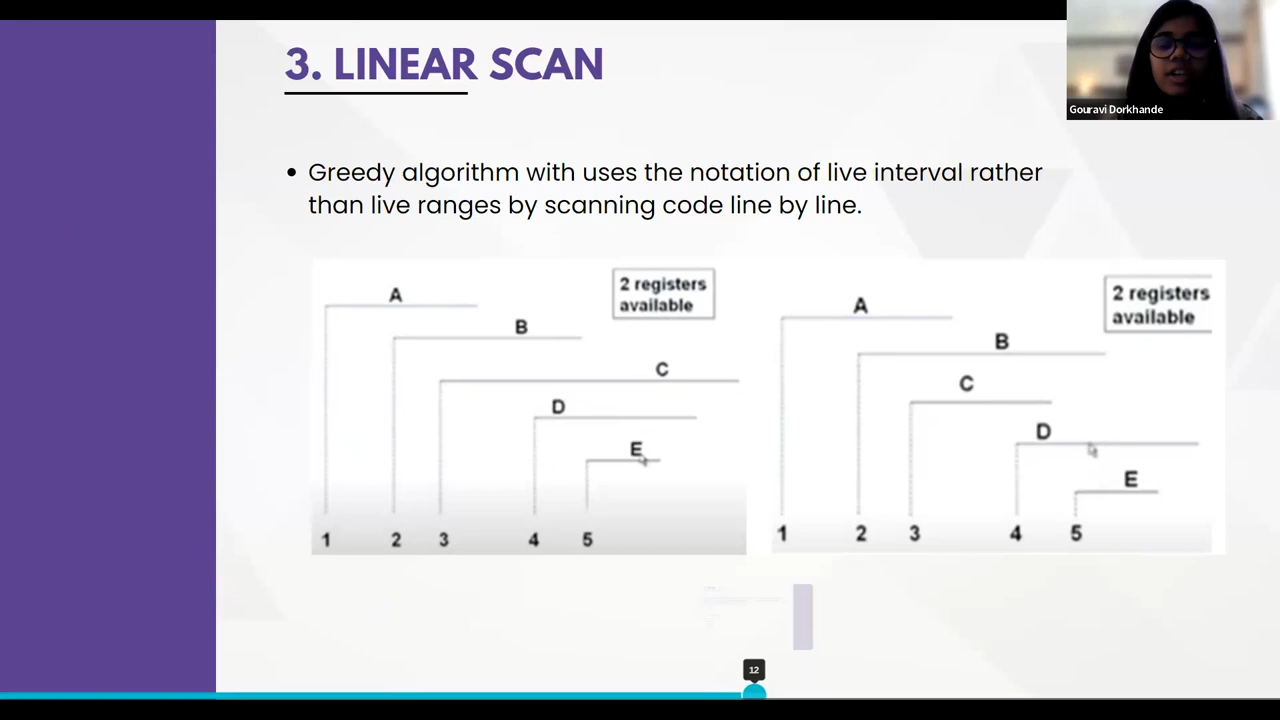 3. LINEAR SCAN
Gouravi Dorkhande
• Greedy algorithm with uses the notation of live interval rather
than live ranges by scanning code line by line.
A
2 registers
available
B
C
D
E
1 2 3 4 5
A
2 registers
available
B
C
D
E
1 2 3 4 5
12